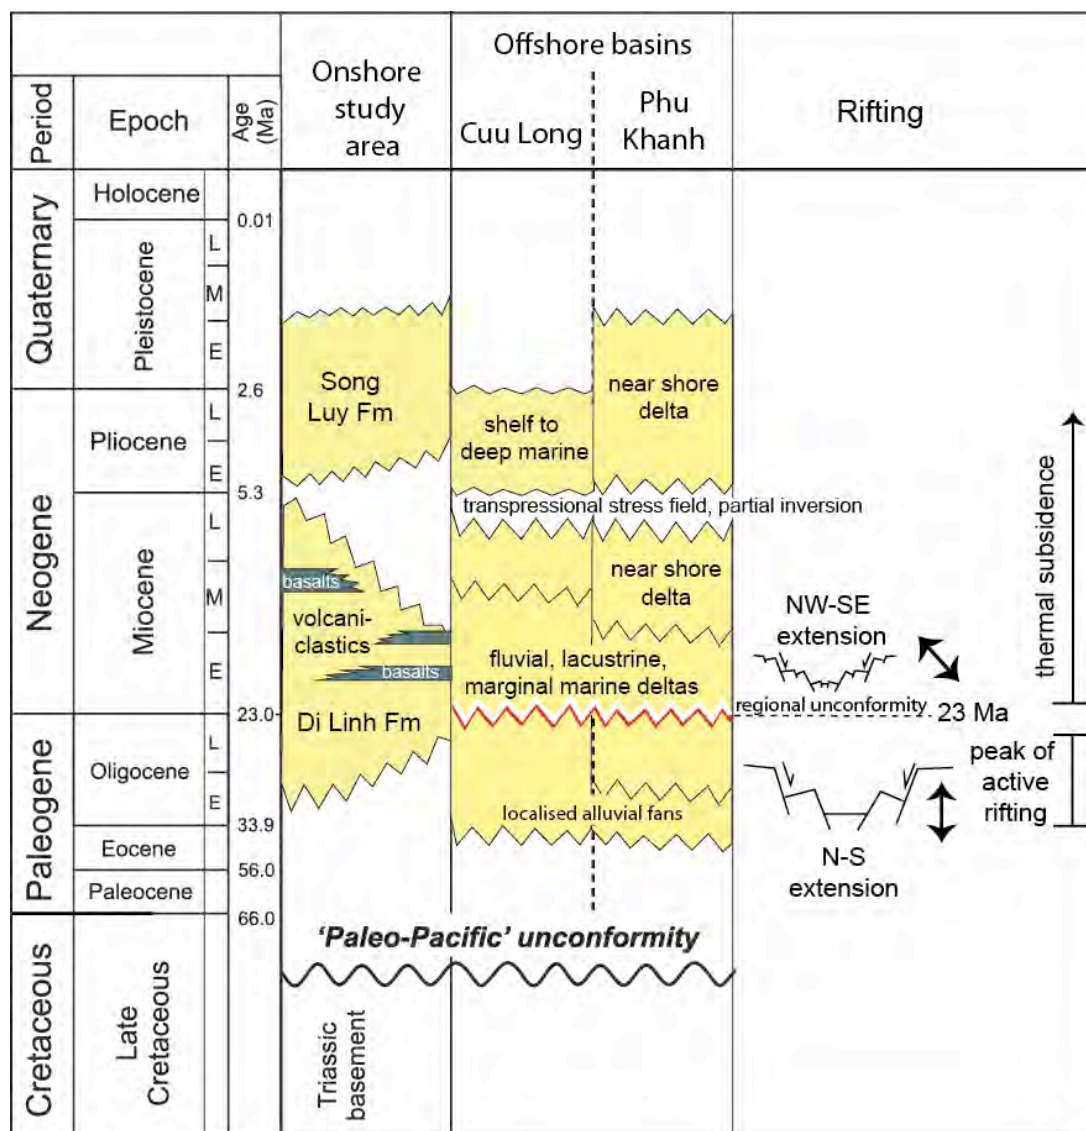 Period
Epoch
Age
(Ma)
Onshore
study
area
Offshore basins
Cuu Long
Phu
Khanh
Rifting
Quaternary
Holocene
0.01
Pleistocene
L
M
E
2.6
Neogene
Pliocene
L
E
5.3
Miocene
L
M
E
23.0
Paleogene
Oligocene
L
E
33.9
Eocene
56.0
Paleocene
66.0
Cretaceous
Late
Cretaceous
Song
Luy Fm
basalts
volcani-
clastics
basalts
Di Linh Fm
shelf to
deep marine
near shore
delta
transpressional stress field, partial inversion
near shore
delta
fluvial, lacustrine,
marginal marine deltas
localised alluvial fans
'Paleo-Pacific' unconformity
Triassic
basement
NW-SE
extension
regional unconformity
23 Ma
N-S
extension
thermal subsidence
peak of
active
rifting